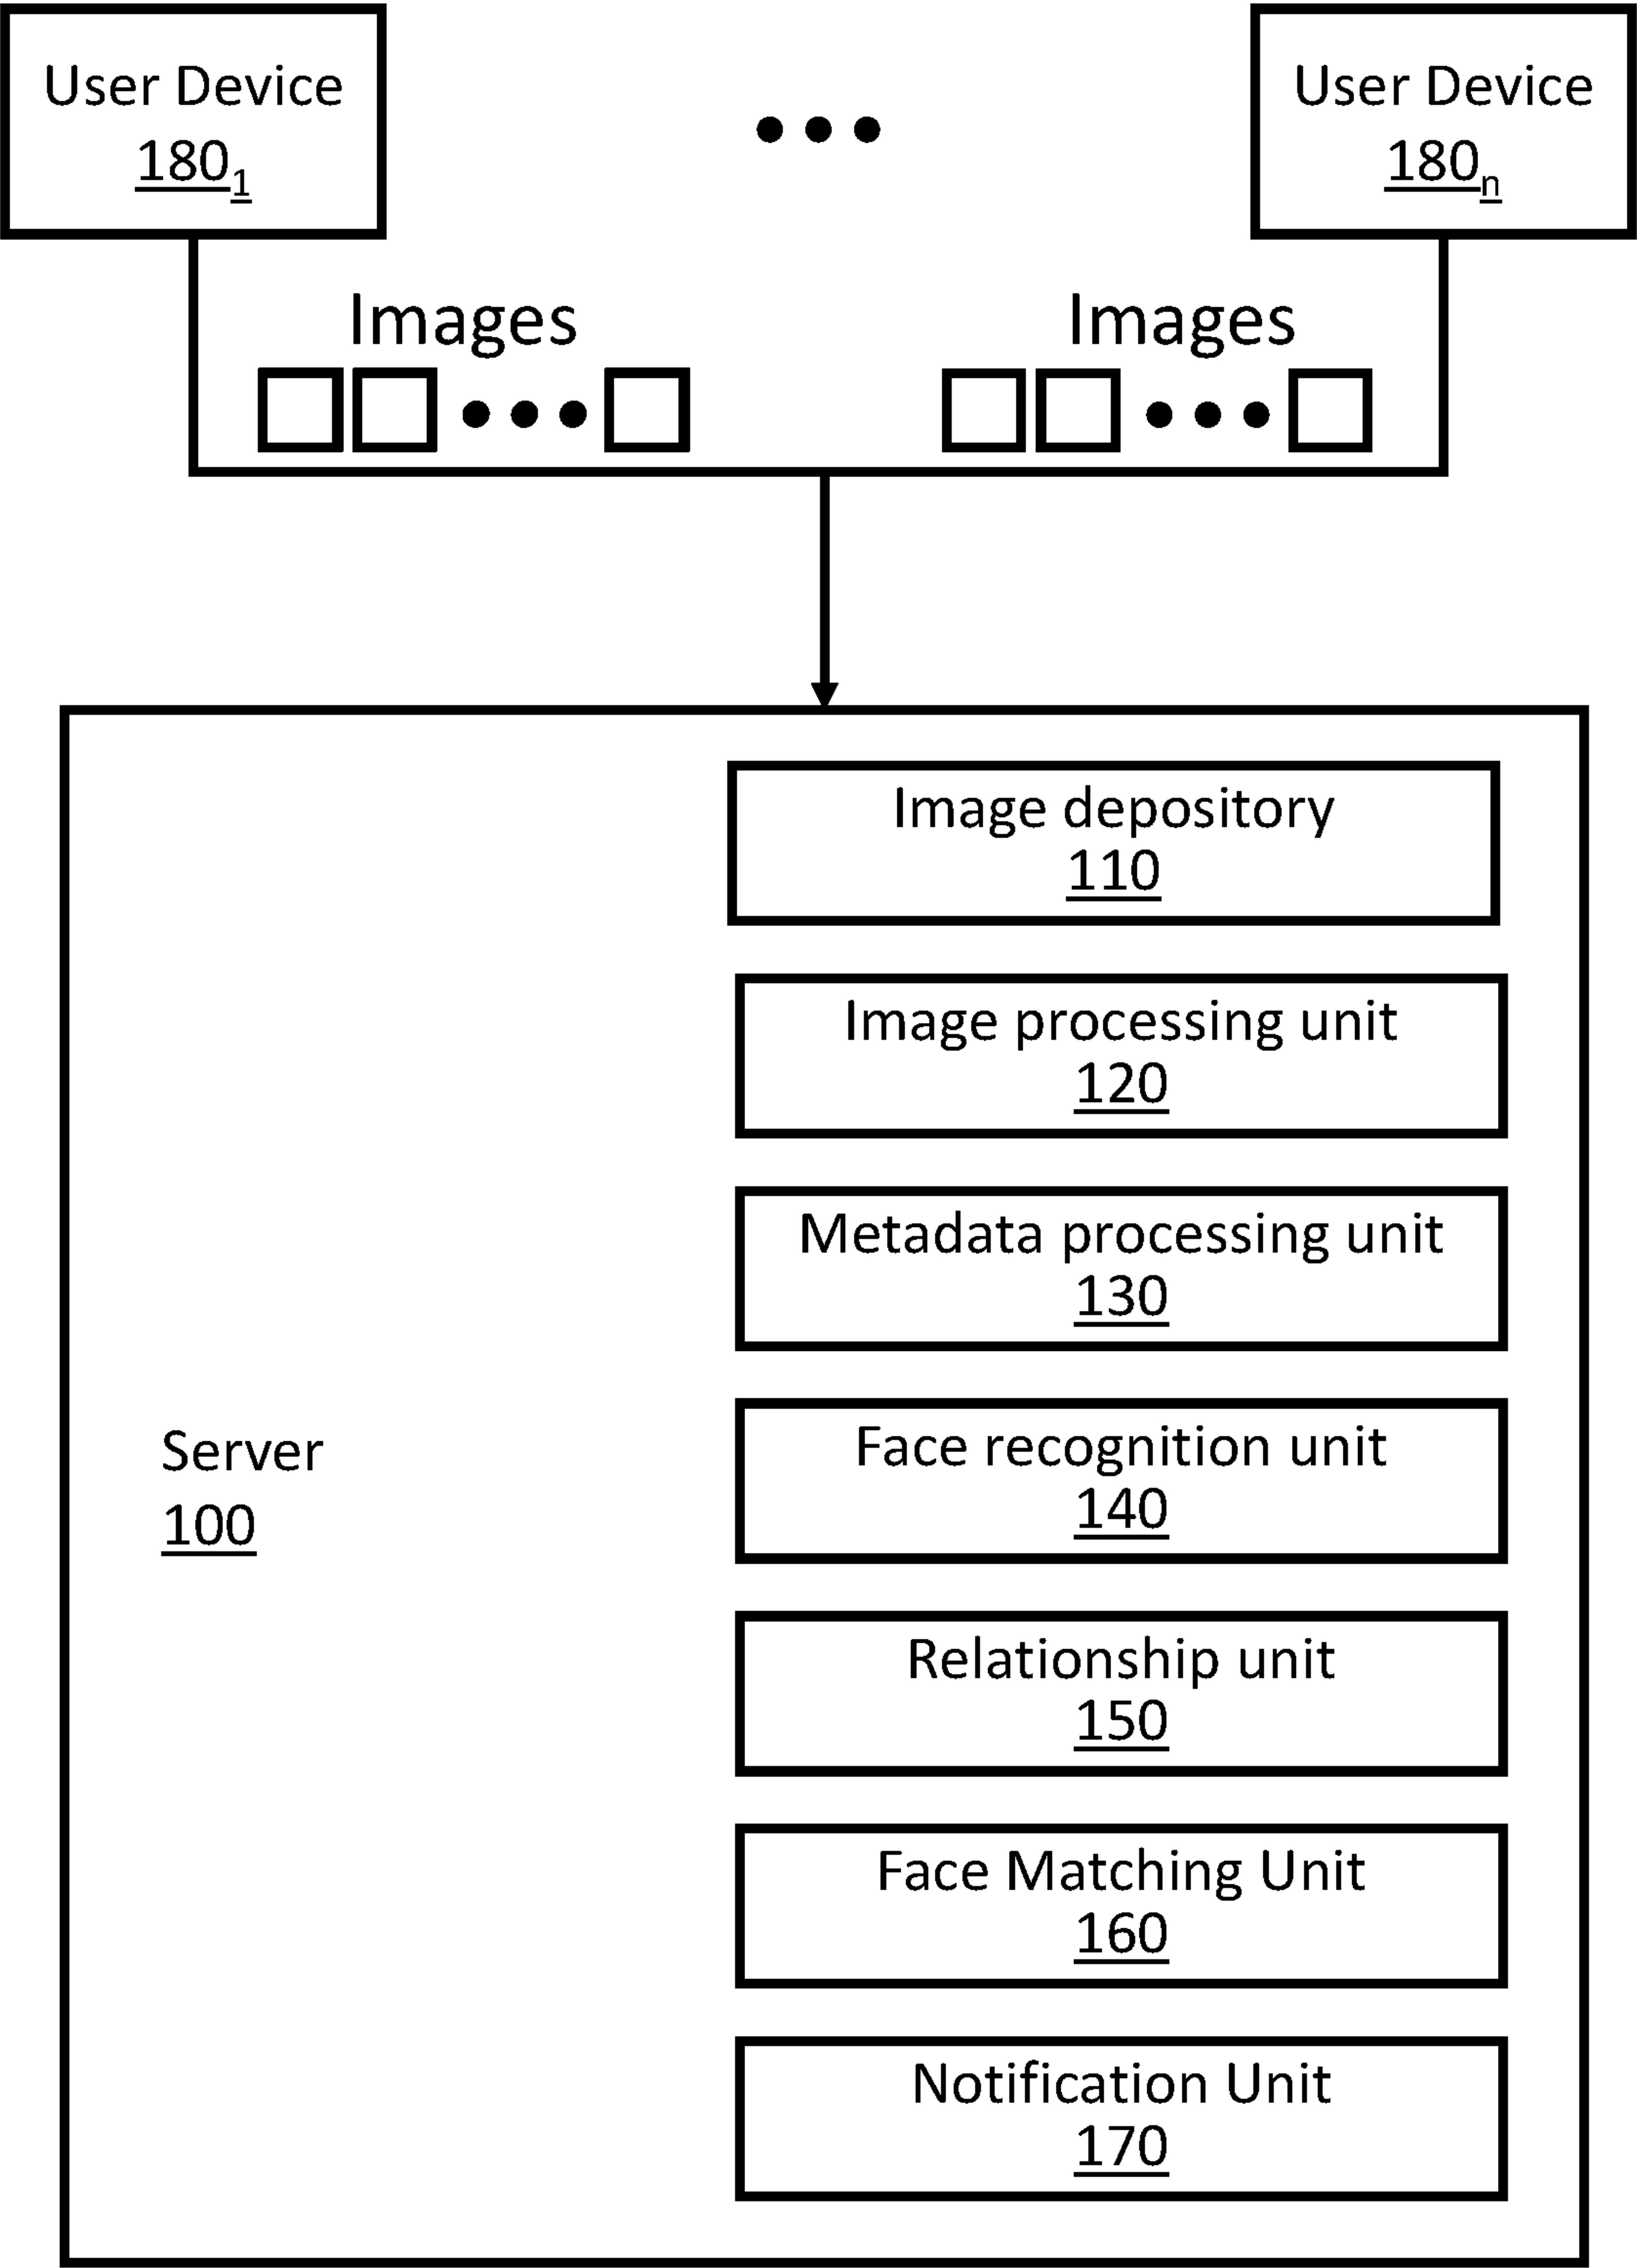 User Device
180₁
User Device
180ₙ
Images
Images
Image depository
110
Image processing unit
120
Metadata processing unit
130
Face recognition unit
140
Server
100
Relationship unit
150
Face Matching Unit
160
Notification Unit
170